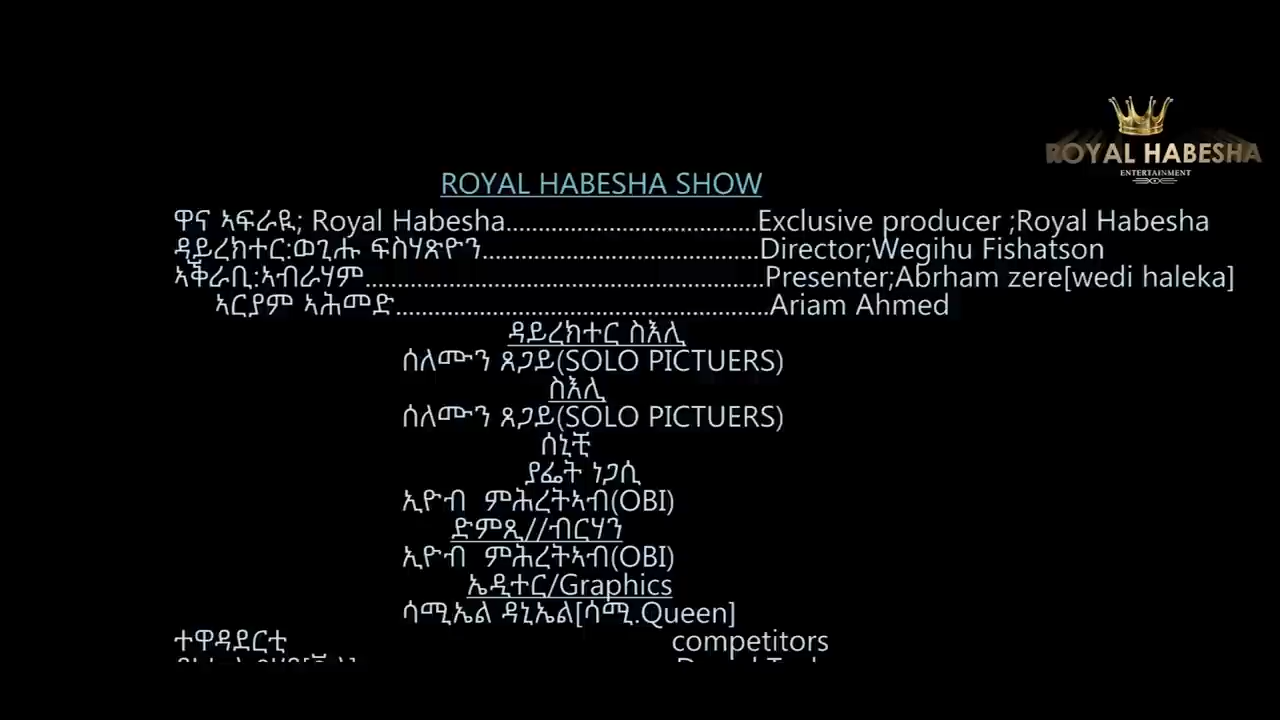 ROYAL HABESHA
ENTERTAINMENT
ROYAL HABESHA SHOW
ዋና ኣፍራዪ; Royal Habesha................................Exclusive producer ;Royal Habesha
ዳይረክተር:ወጊሑ ፍስሃጽዮን...................................Director;Wegihu Fishatson
ኣቕራቢ:ኣብራሃም...................................................Presenter;Abrham zere[wedi haleka]
ኣርያም ኣሕመድ................................................Ariam Ahmed
ዳይረክተር ስእሊ
ሰለሙን ጸጋይ(SOLO PICTUERS)
ስእሊ
ሰለሙን ጸጋይ(SOLO PICTUERS)
ሰኒቺ
ያፌት ነጋሲ
ኢዮብ ምሕረትኣብ(OBI)
ድምጺ//ብርሃን
ኢዮብ ምሕረትኣብ(OBI)
ኤዲተር/Graphics
ሳሚኤል ዳኒኤል[ሳሚ.Queen]
ተዋዳደርቲ competitors